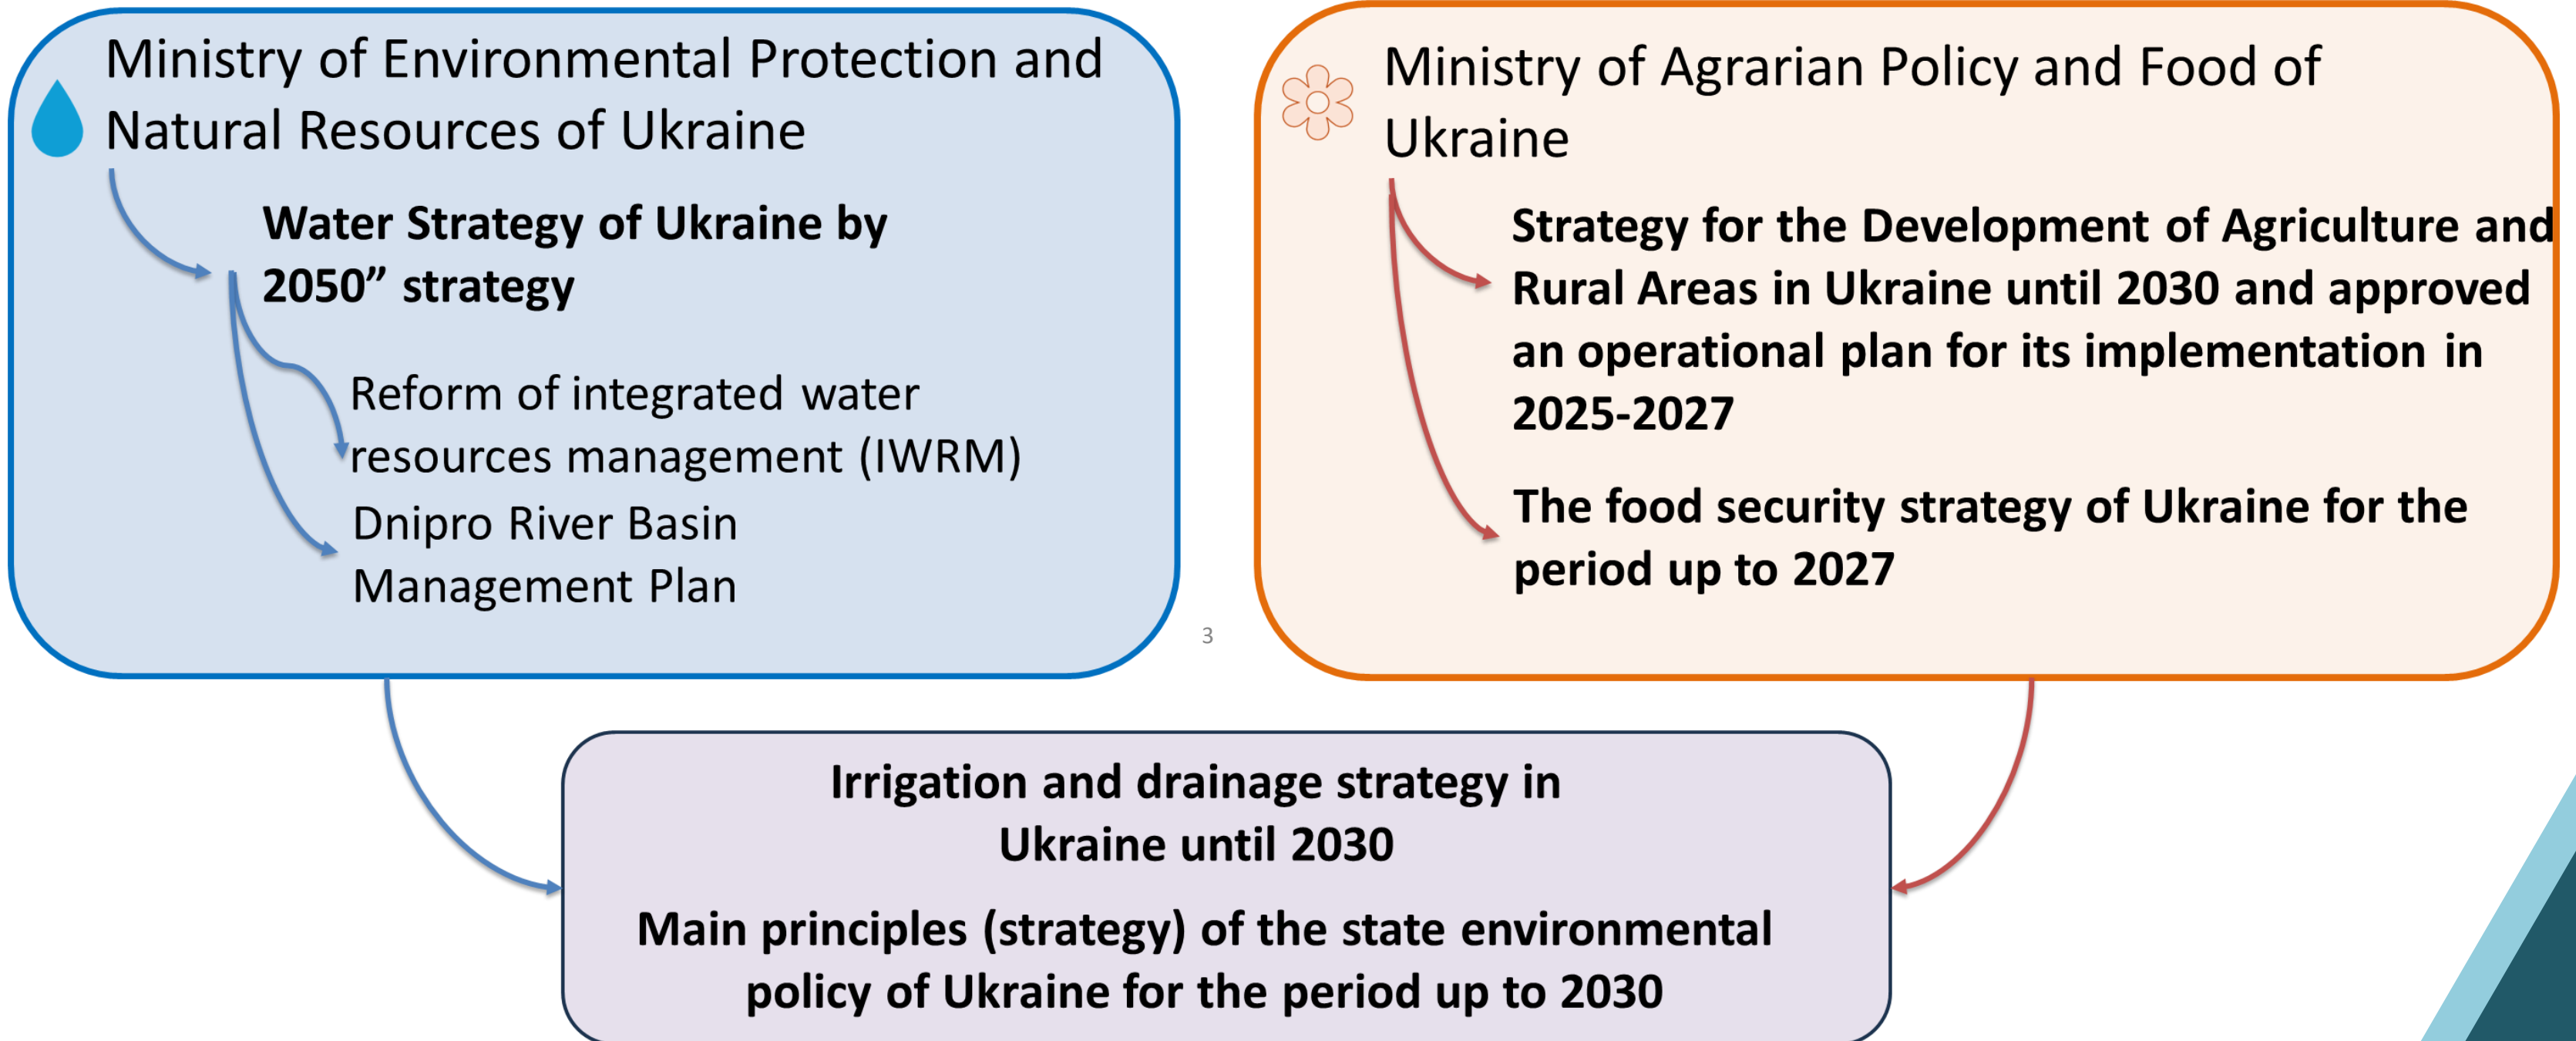 Ministry of Environmental Protection and
Natural Resources of Ukraine
Water Strategy of Ukraine by
2050” strategy
Reform of integrated water
resources management (IWRM)
Dnipro River Basin
Management Plan
Ministry of Agrarian Policy and Food of
Ukraine
Strategy for the Development of Agriculture and
Rural Areas in Ukraine until 2030 and approved
an operational plan for its implementation in
2025-2027
The food security strategy of Ukraine for the
period up to 2027
3
Irrigation and drainage strategy in
Ukraine until 2030
Main principles (strategy) of the state environmental
policy of Ukraine for the period up to 2030